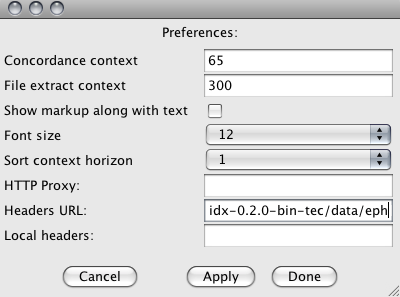 Preferences:
Concordance context 65
File extract context 300
Show markup along with text
Font size 12
Sort context horizon 1
HTTP Proxy:
Headers URL: idx-0.2.0-bin-tec/data/eph
Local headers:
Cancel Apply Done